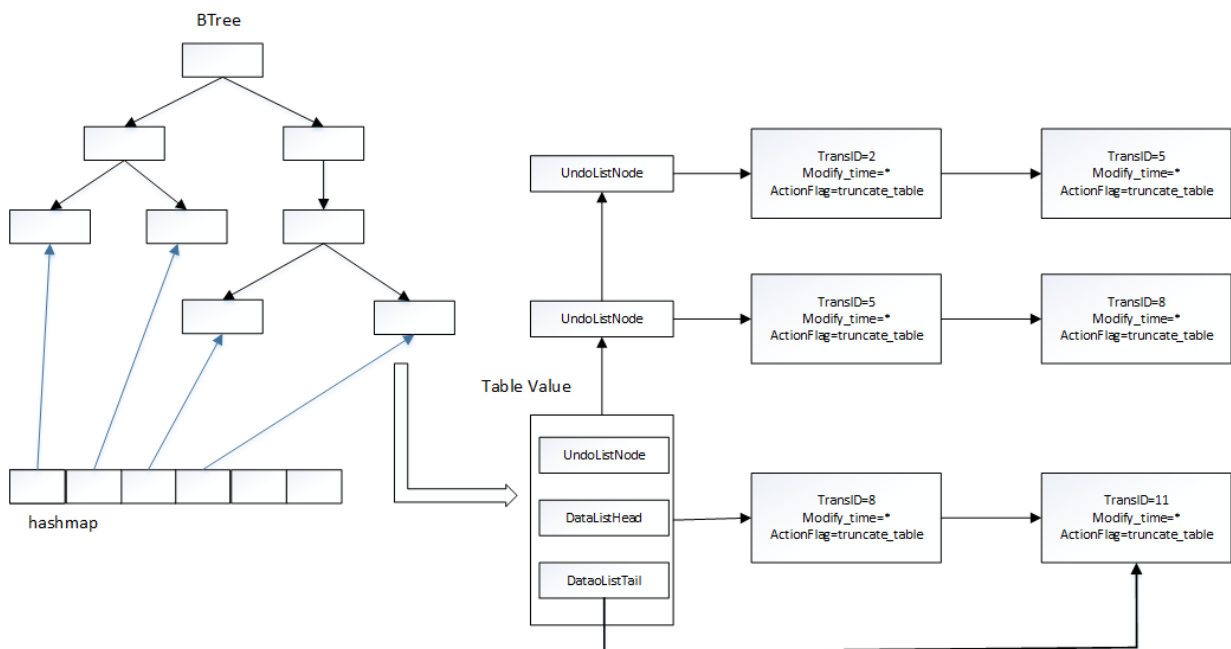 BTree
UndoListNode
TransID=2
Modify_time=*
ActionFlag=truncate_table
TransID=5
Modify_time=*
ActionFlag=truncate_table
UndoListNode
TransID=5
Modify_time=*
ActionFlag=truncate_table
TransID=8
Modify_time=*
ActionFlag=truncate_table
Table Value
UndoListNode
DataListHead
DataoListTail
TransID=8
Modify_time=*
ActionFlag=truncate_table
TransID=11
Modify_time=*
ActionFlag=truncate_table
hashmap